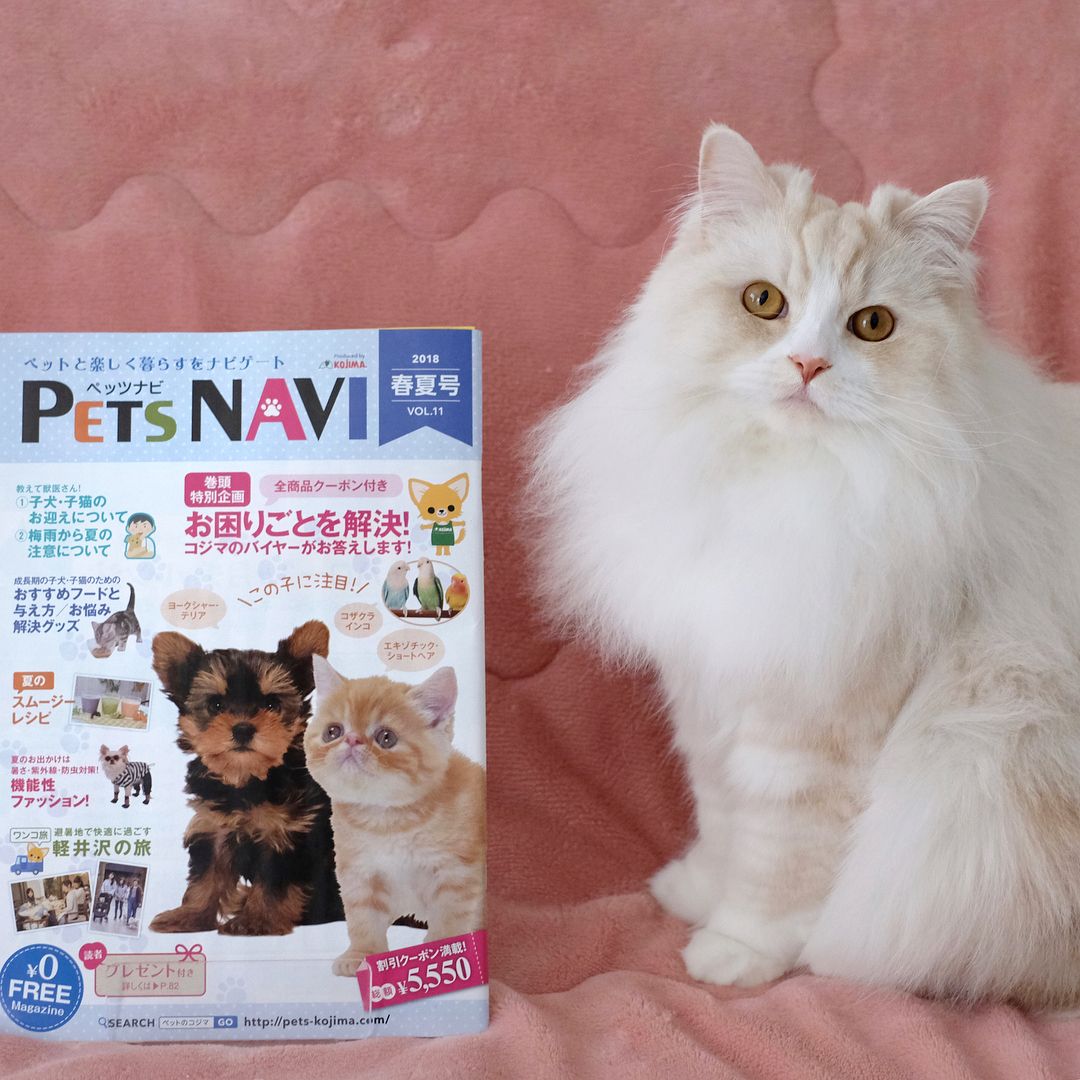 ペットと楽しく暮らすをナビゲート
Produced by
KOJIMA
ペッツナビ
PETS NAVI
2018
春夏号
VOL.11
教えて獣医さん!
①子犬・子猫の
お迎えについて
②梅雨から夏の
注意について
巻頭
特別企画
全商品クーポン付き
お困りごとを解決!
コジマのバイヤーがお答えします!
成長期の子犬・子猫のための
おすすめフードと
与え方/お悩み
解決グッズ
この子に注目!
ヨークシャー・
テリア
コザクラ
インコ
エキゾチック・
ショートヘア
夏の
スムージー
レシピ
夏のお出かけは
暑さ・紫外線・防虫対策!
機能性
ファッション!
ワンコ旅
避暑地で快適に過ごす
軽井沢の旅
¥0
FREE
Magazine
読者
プレゼント付き
詳しくは▶P.82
割引クーポン満載!
総額 ¥5,550
SEARCH ペットのコジマ GO http://pets-kojima.com/